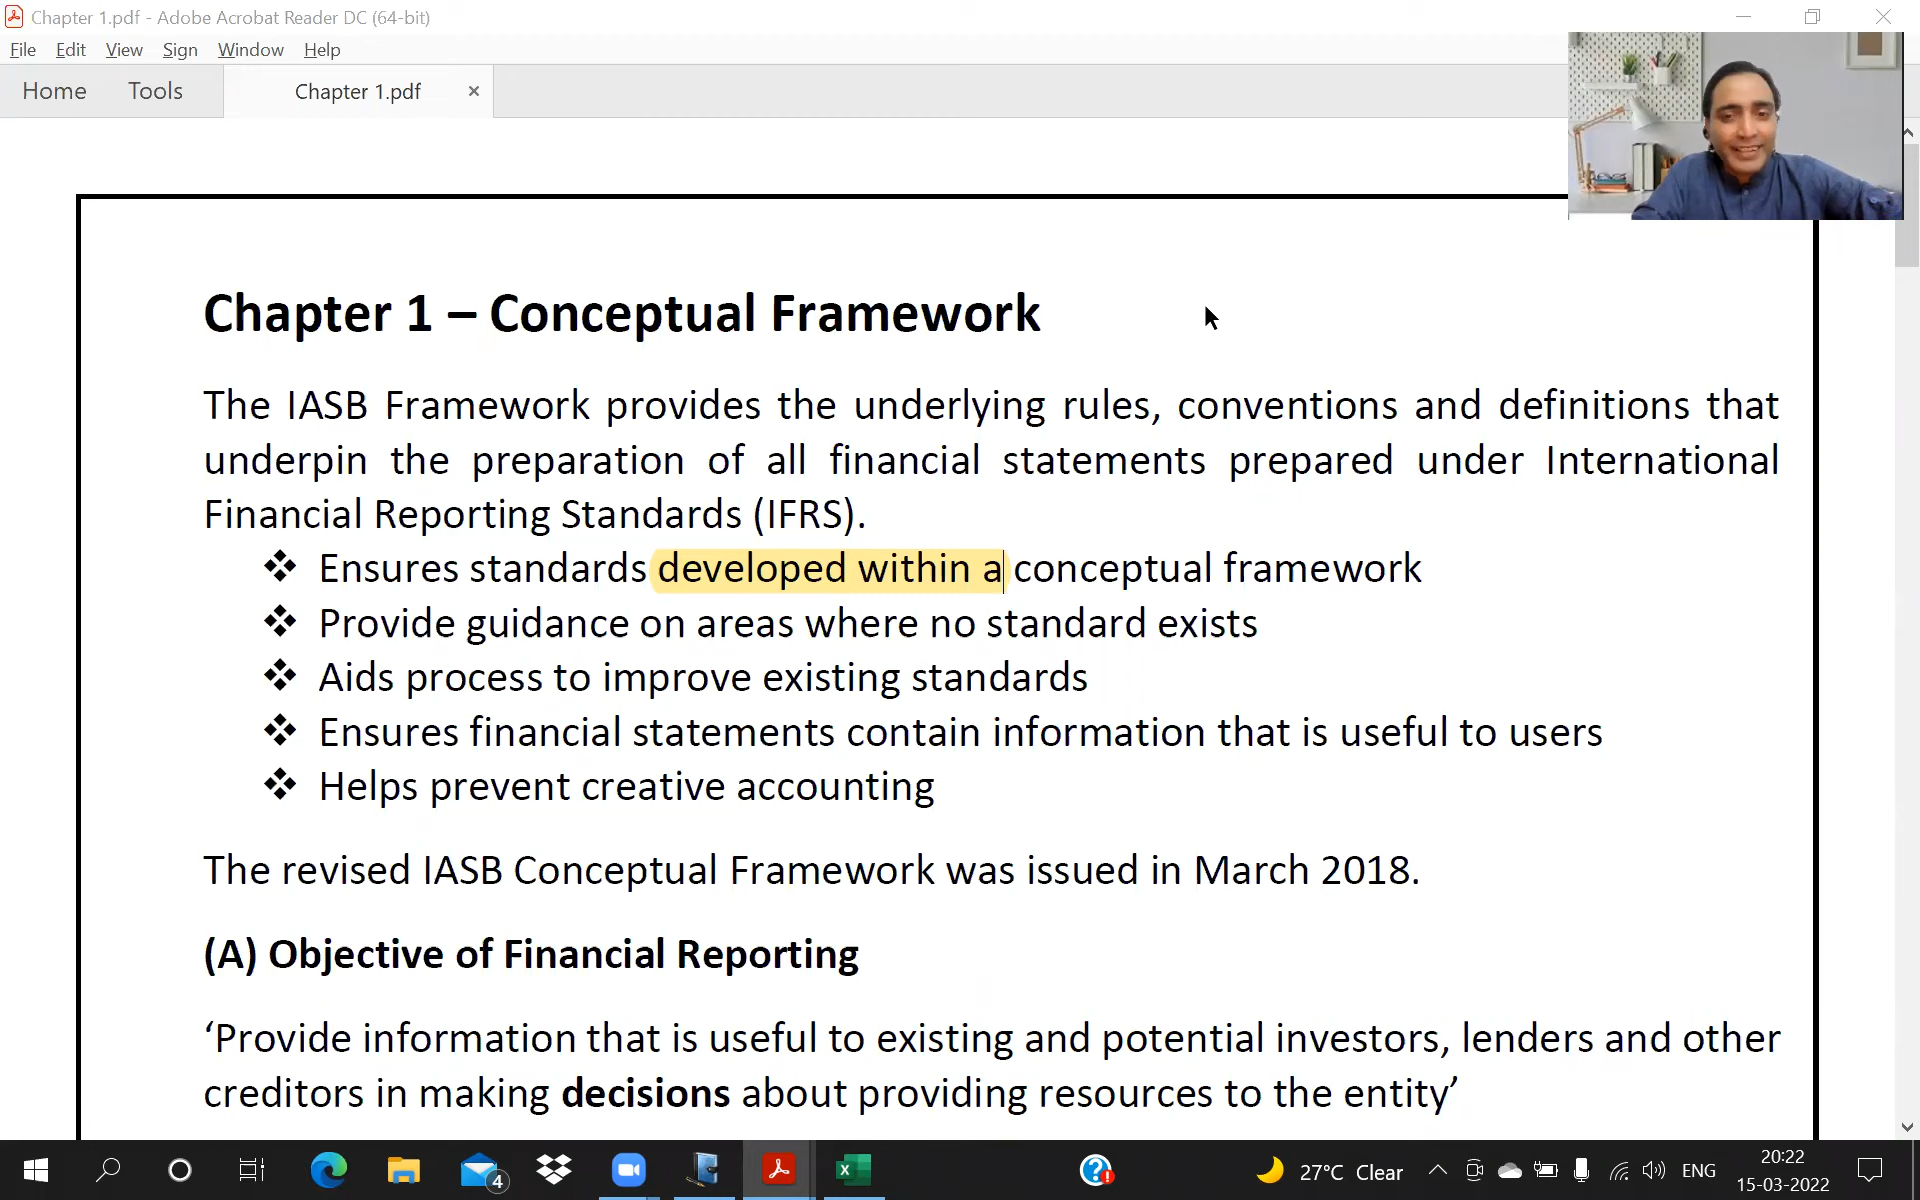 Chapter 1.pdf - Adobe Acrobat Reader DC (64-bit)
File Edit View Sign Window Help
Home Tools Chapter 1.pdf ×
Chapter 1 – Conceptual Framework
The IASB Framework provides the underlying rules, conventions and definitions that
underpin the preparation of all financial statements prepared under International
Financial Reporting Standards (IFRS).
❖ Ensures standards developed within a conceptual framework
❖ Provide guidance on areas where no standard exists
❖ Aids process to improve existing standards
❖ Ensures financial statements contain information that is useful to users
❖ Helps prevent creative accounting
The revised IASB Conceptual Framework was issued in March 2018.
(A) Objective of Financial Reporting
‘Provide information that is useful to existing and potential investors, lenders and other
creditors in making decisions about providing resources to the entity’
4
27°C Clear
ENG
20:22
15-03-2022